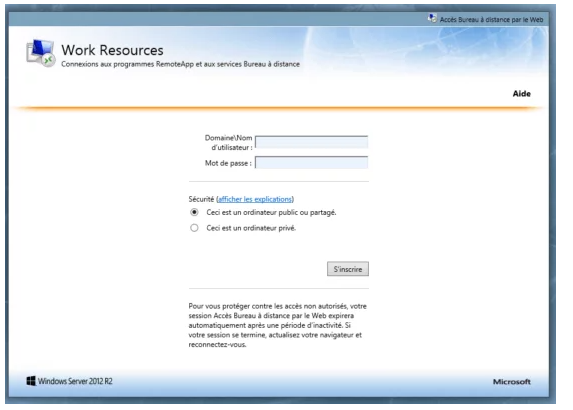 Accès Bureau à distance par le Web
Work Resources
Connexions aux programmes RemoteApp et aux services Bureau à distance
Aide
Domaine\Nom
d'utilisateur :
Mot de passe :
Sécurité (afficher les explications)
Ceci est un ordinateur public ou partagé.
Ceci est un ordinateur privé.
S'inscrire
Pour vous protéger contre les accès non autorisés, votre
session Accès Bureau à distance par le Web expirera
automatiquement après une période d'inactivité. Si
votre session se termine, actualisez votre navigateur et
reconnectez-vous.
Windows Server 2012 R2
Microsoft